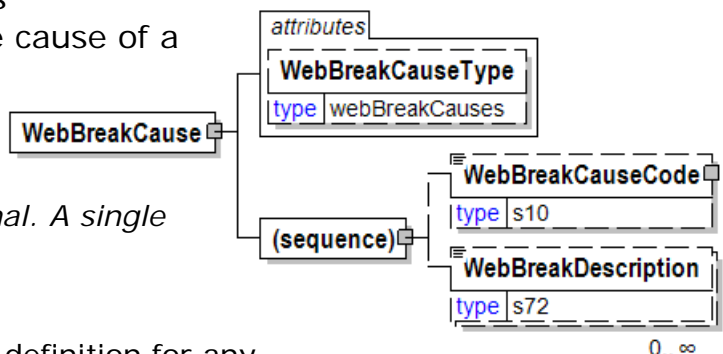 attributes
e cause of a
WebBreakCauseType
type webBreakCauses
WebBreakCause
WebBreakCauseCode
type s10
nal. A single
(sequence)
WebBreakDescription
type s72
definition for any
0 ∞